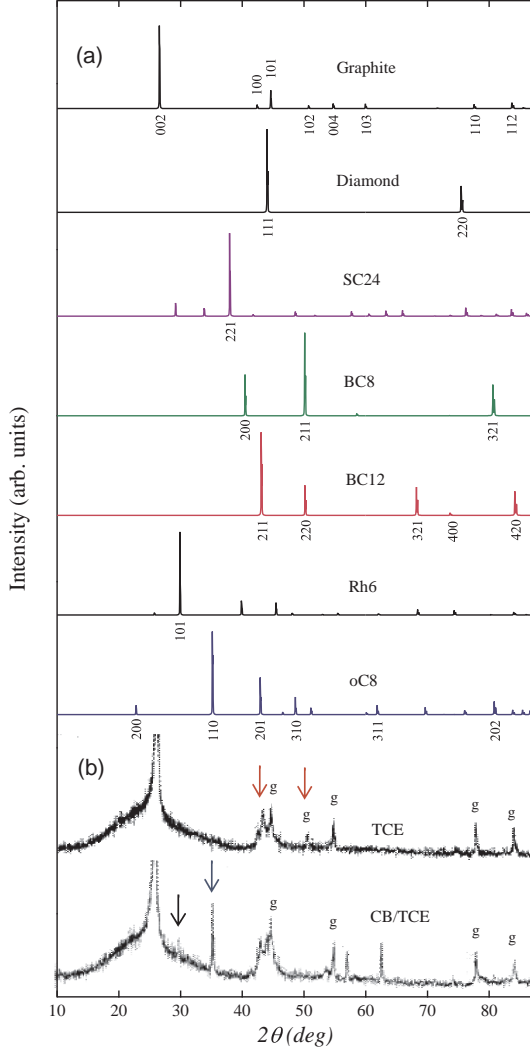 (a)
Graphite
100
101
002
102
004
103
110
112
Diamond
111
220
SC24
221
BC8
200
211
321
BC12
211
220
321
400
420
Rh6
101
oC8
200
110
201
310
311
202
Intensity (arb. units)
(b)
g
g
g
g
g
TCE
g
g
g
g
CB/TCE
10
20
30
40
50
60
70
80
2θ (deg)